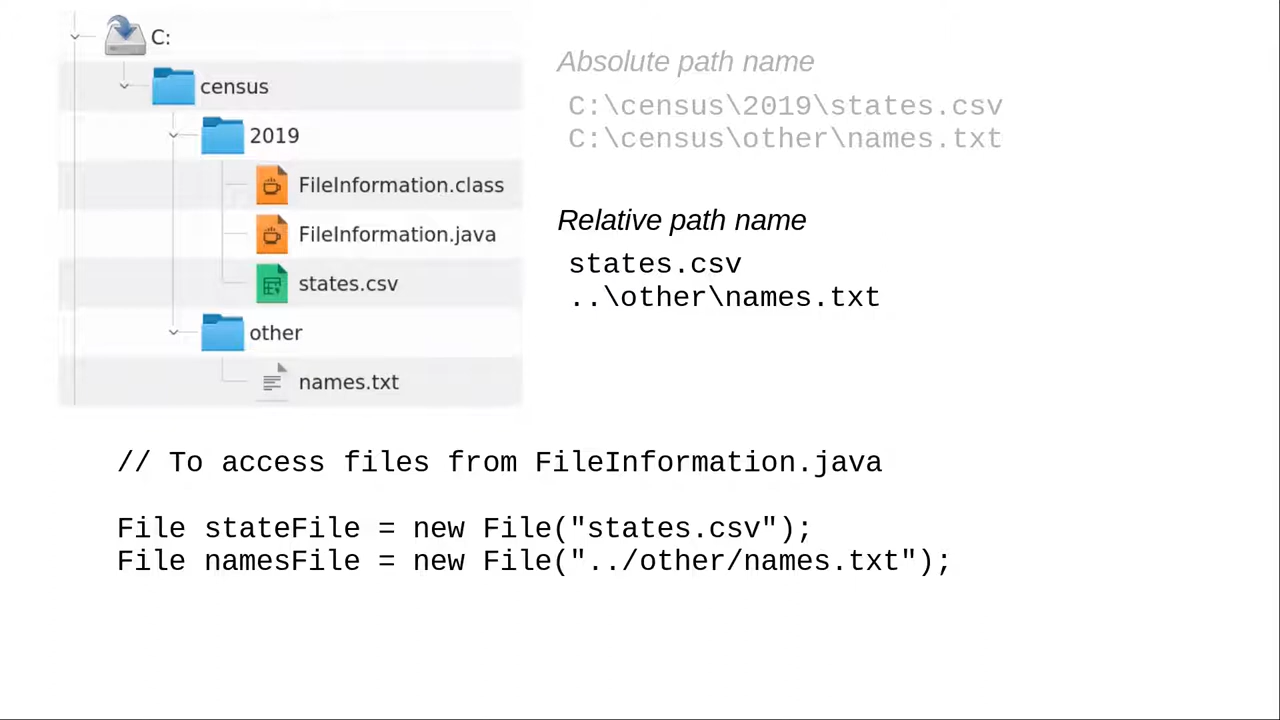 C:
census
2019
FileInformation.class
FileInformation.java
states.csv
other
names.txt
Absolute path name
C:\census\2019\states.csv
C:\census\other\names.txt
Relative path name
states.csv
..\other\names.txt
// To access files from FileInformation.java
File stateFile = new File("states.csv");
File namesFile = new File("../other/names.txt");